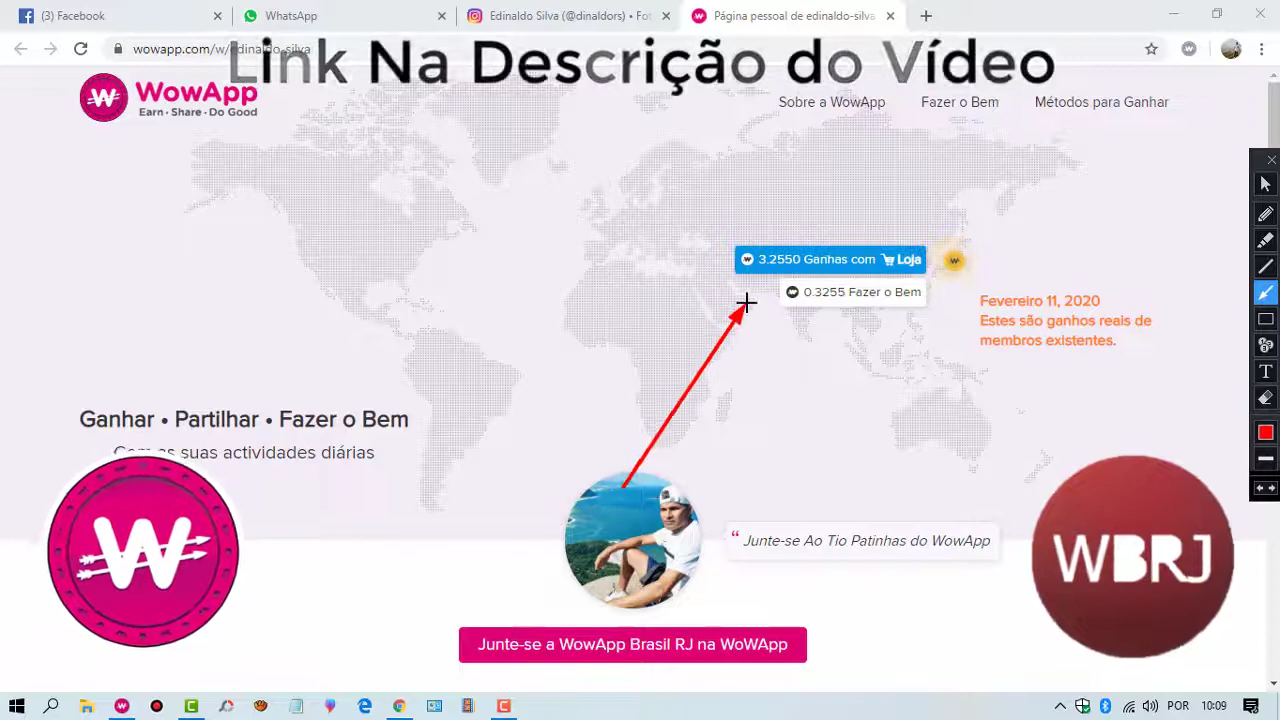 (3) Facebook
WhatsApp
Edinaldo Silva (@dinaldors) • Fot
Página pessoal de edinaldo-silva
wowapp.com/w/edinaldo-silva
Link Na Descrição do Vídeo
WowApp
Earn • Share • Do Good
Sobre a WowApp
Fazer o Bem
Métodos para Ganhar
3.2550 Ganhas com Loja
0.3255 Fazer o Bem
Fevereiro 11, 2020
Estes são ganhos reais de
membros existentes.
Ganhar • Partilhar • Fazer o Bem
Com as suas actividades diárias
W
“ Junte-se Ao Tio Patinhas do WowApp
WBRJ
Junte-se a WowApp Brasil RJ na WoWApp
POR
10:09